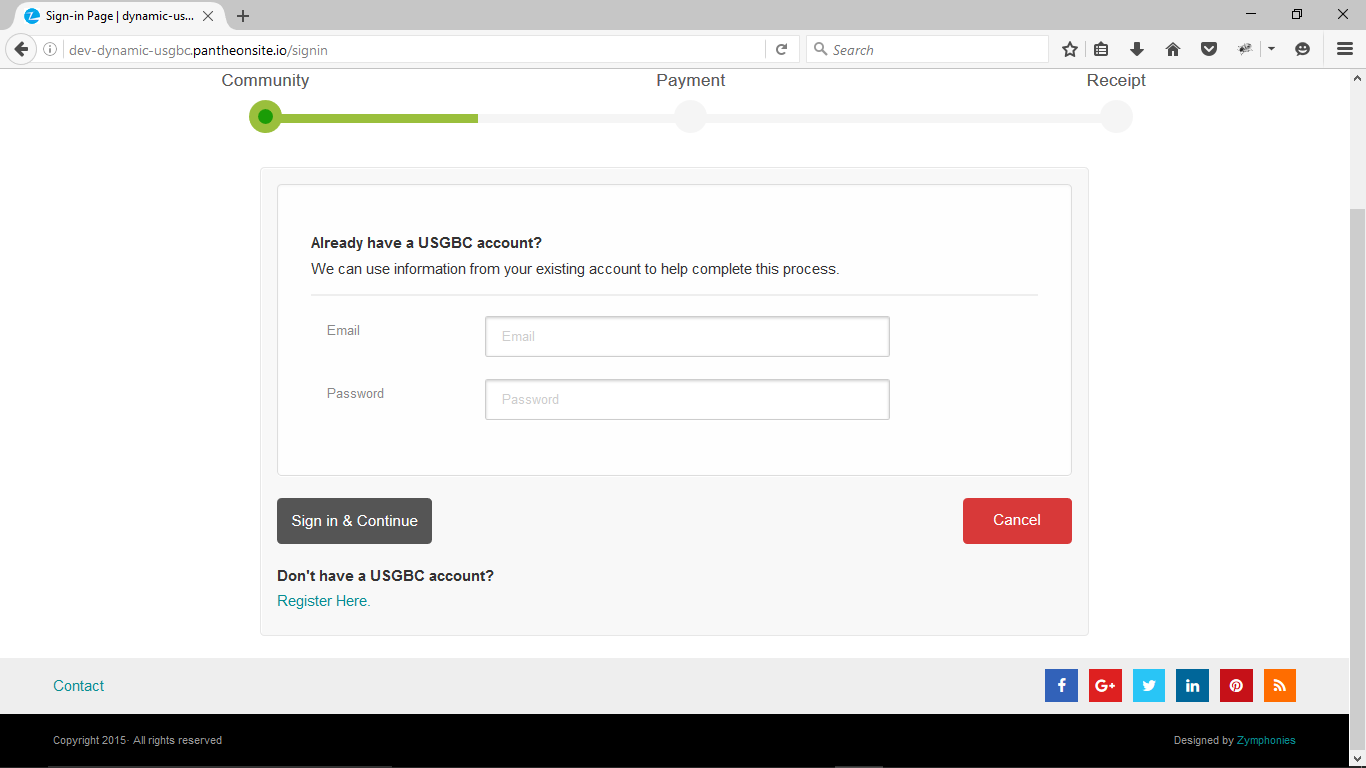 Sign-in Page | dynamic-us...
dev-dynamic-usgbc.pantheonsite.io/signin
Search
Community Payment Receipt
Already have a USGBC account?
We can use information from your existing account to help complete this process.
Email Email
Password Password
Sign in & Continue Cancel
Don't have a USGBC account?
Register Here.
Contact
Copyright 2015· All rights reserved Designed by Zymphonies